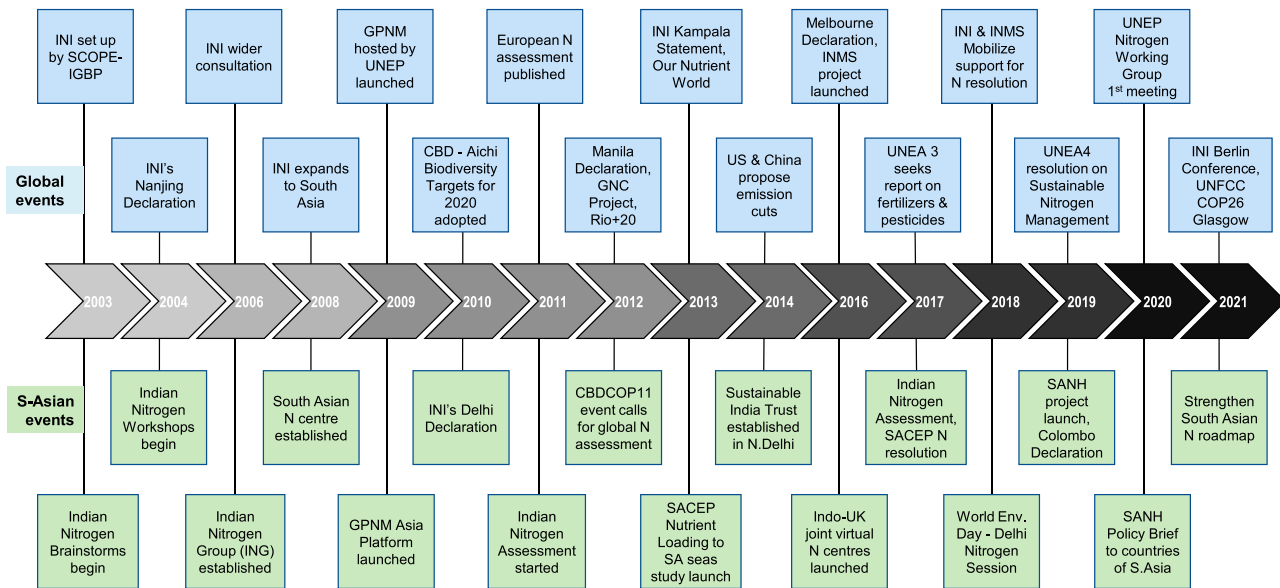 INI set up
by SCOPE-
IGBP
INI wider
consultation
GPNM
hosted by
UNEP
launched
European N
assessment
published
INI Kampala
Statement,
Our Nutrient
World
Melbourne
Declaration,
INMS
project
launched
INI & INMS
Mobilize
support for
N resolution
UNEP
Nitrogen
Working
Group
1st meeting
Global
events
INI's
Nanjing
Declaration
INI expands
to South
Asia
CBD - Aichi
Biodiversity
Targets for
2020
adopted
Manila
Declaration,
GNC
Project,
Rio+20
US & China
propose
emission
cuts
UNEA 3
seeks
report on
fertilizers &
pesticides
UNEA4
resolution on
Sustainable
Nitrogen
Management
INI Berlin
Conference,
UNFCC
COP26
Glasgow
2003
2004
2006
2008
2009
2010
2011
2012
2013
2014
2016
2017
2018
2019
2020
2021
S-Asian
events
Indian
Nitrogen
Workshops
begin
South Asian
N centre
established
INI's Delhi
Declaration
CBDCOP11
event calls
for global N
assessment
Sustainable
India Trust
established
in N.Delhi
Indian
Nitrogen
Assessment,
SACEP N
resolution
SANH
project
launch,
Colombo
Declaration
Strengthen
South Asian
N roadmap
Indian
Nitrogen
Brainstorms
begin
Indian
Nitrogen
Group (ING)
established
GPNM Asia
Platform
launched
Indian
Nitrogen
Assessment
started
SACEP
Nutrient
Loading to
SA seas
study launch
Indo-UK
joint virtual
N centres
launched
World Env.
Day - Delhi
Nitrogen
Session
SANH
Policy Brief
to countries
of S.Asia